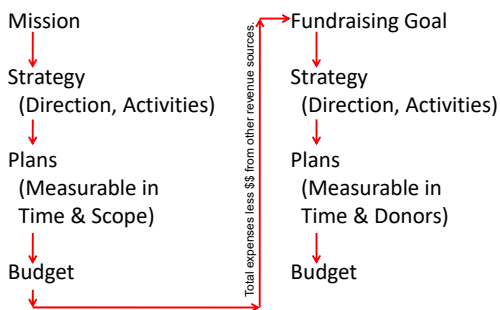 Mission
Strategy
(Direction, Activities)
Plans
(Measurable in
Time & Scope)
Budget
Total expenses less $$ from other revenue sources.
Fundraising Goal
Strategy
(Direction, Activities)
Plans
(Measurable in
Time & Donors)
Budget